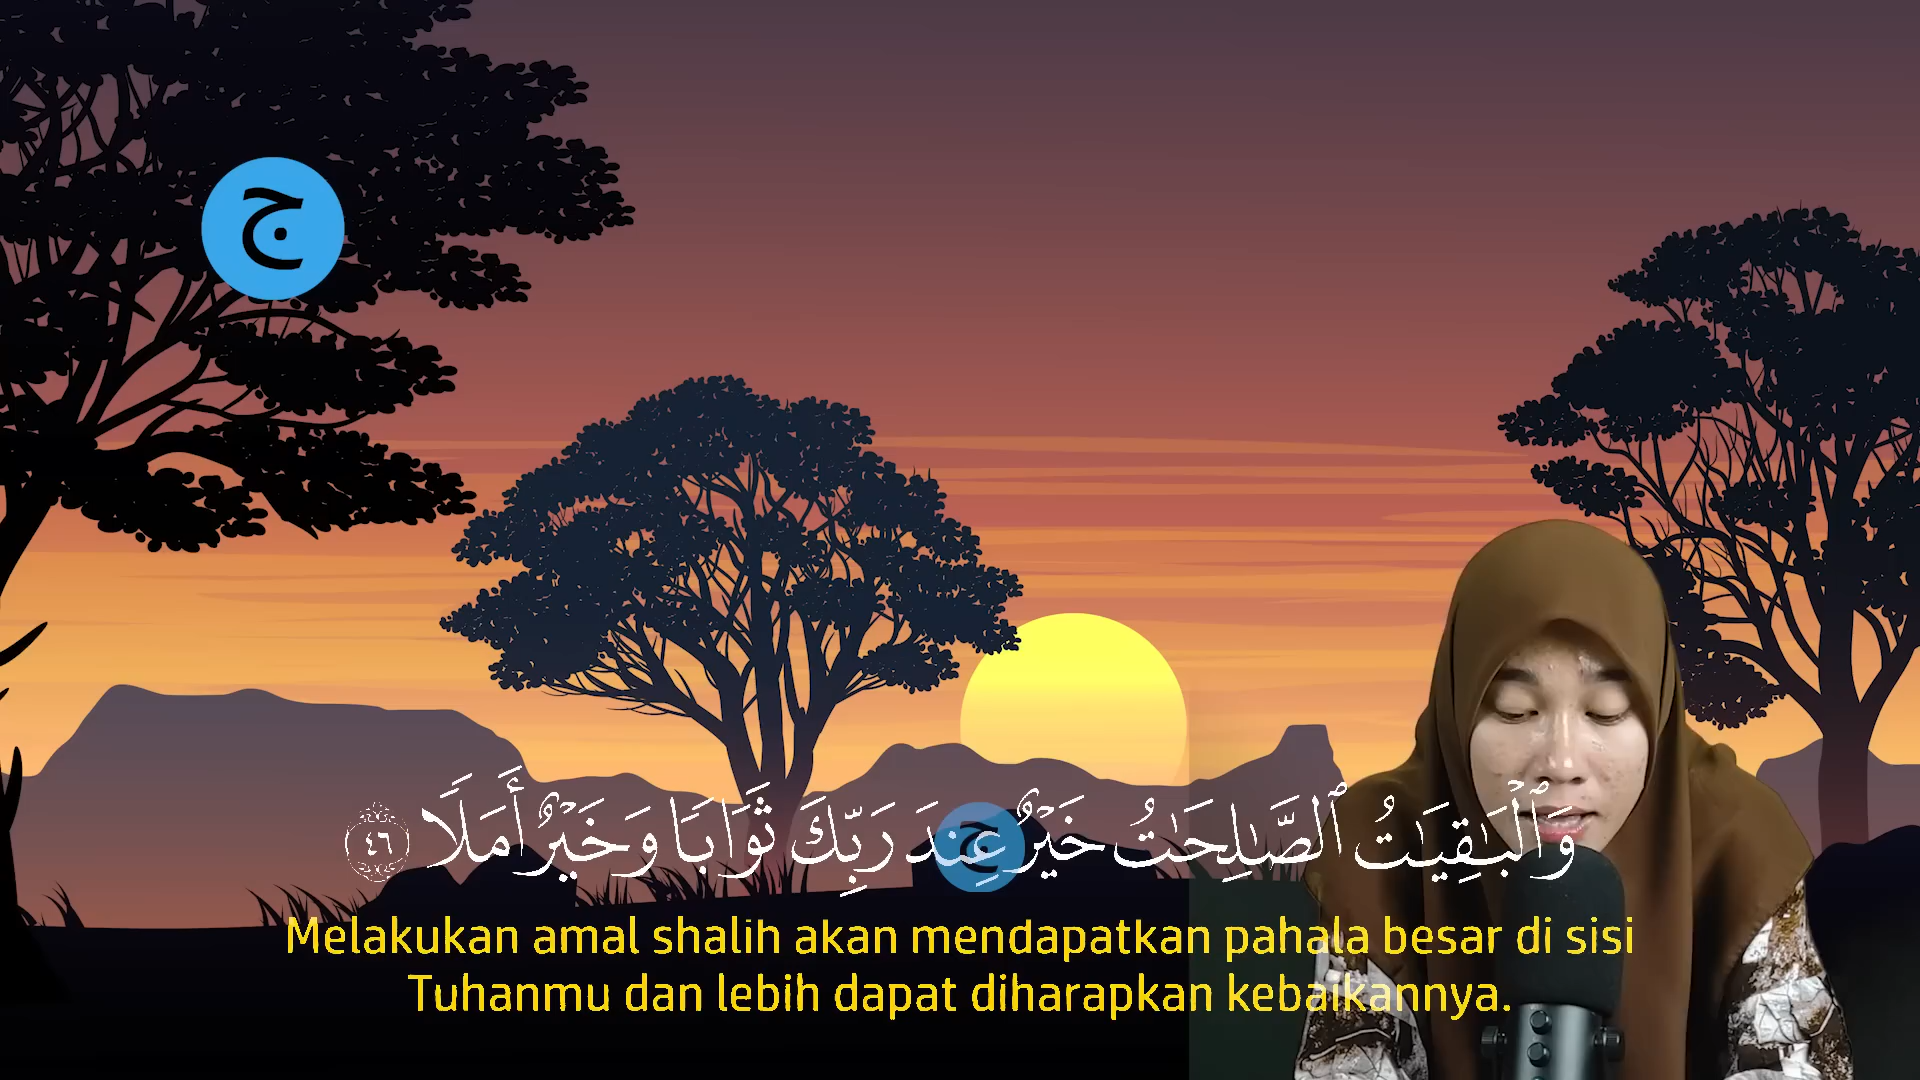 ج
وَٱلْبَـٰقِيَـٰتُ ٱلصَّـٰلِحَـٰتُ خَيْرٌ عِندَ رَبِّكَ ثَوَابًا وَخَيْرٌ أَمَلًا ٤٦
ج
Melakukan amal shalih akan mendapatkan pahala besar di sisi
Tuhanmu dan lebih dapat diharapkan kebaikannya.